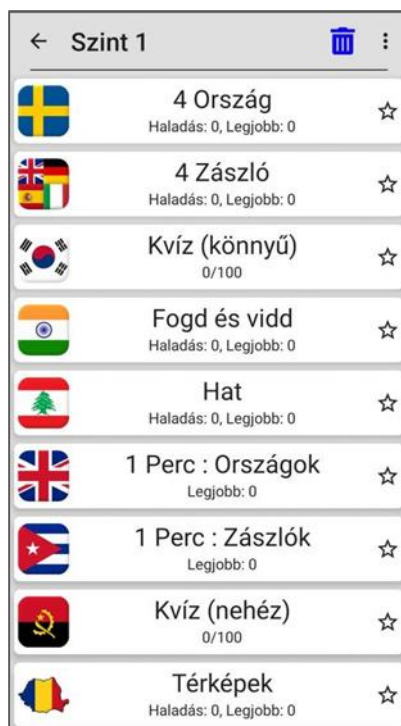 Szint 1
4 Ország
Haladás: 0, Legjobb: 0
4 Zászló
Haladás: 0, Legjobb: 0
Kvíz (könnyű)
0/100
Fogd és vidd
Haladás: 0, Legjobb: 0
Hat
Haladás: 0, Legjobb: 0
1 Perc : Országok
Legjobb: 0
1 Perc : Zászlók
Legjobb: 0
Kvíz (nehéz)
0/100
Térképek
Haladás: 0, Legjobb: 0